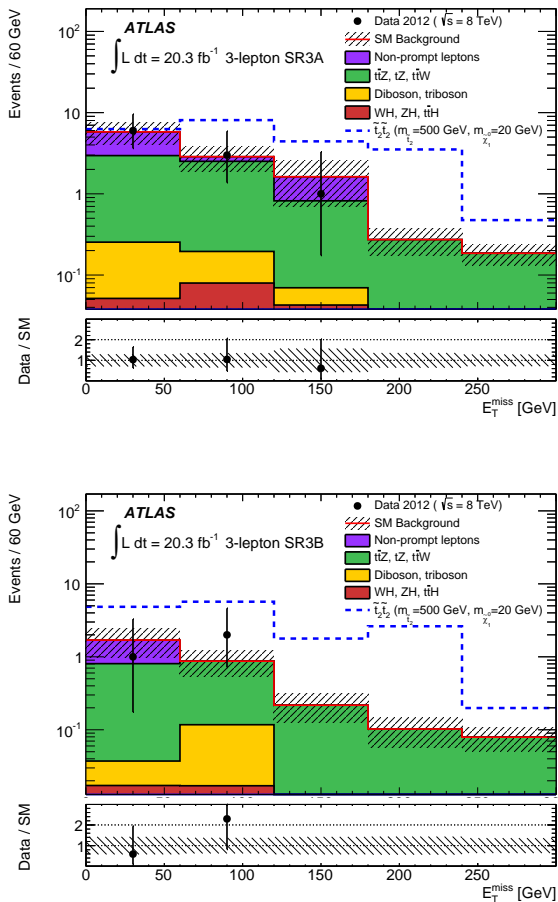 Events / 60 GeV
10²
10
1
10⁻¹
ATLAS
∫ L dt = 20.3 fb⁻¹ 3-lepton SR3A
Data 2012 ( √s = 8 TeV)
SM Background
Non-prompt leptons
tt̄Z, tZ, tt̄W
Diboson, triboson
WH, ZH, tt̄H
t̃₂t̃₂ (m_t̃₂=500 GeV, m_χ̃₁⁰=20 GeV)
Data / SM
2
1
0 50 100 150 200 250
E_T^miss [GeV]
Events / 60 GeV
10²
10
1
10⁻¹
ATLAS
∫ L dt = 20.3 fb⁻¹ 3-lepton SR3B
Data 2012 ( √s = 8 TeV)
SM Background
Non-prompt leptons
tt̄Z, tZ, tt̄W
Diboson, triboson
WH, ZH, tt̄H
t̃₂t̃₂ (m_t̃₂=500 GeV, m_χ̃₁⁰=20 GeV)
Data / SM
2
1
0 50 100 150 200 250
E_T^miss [GeV]